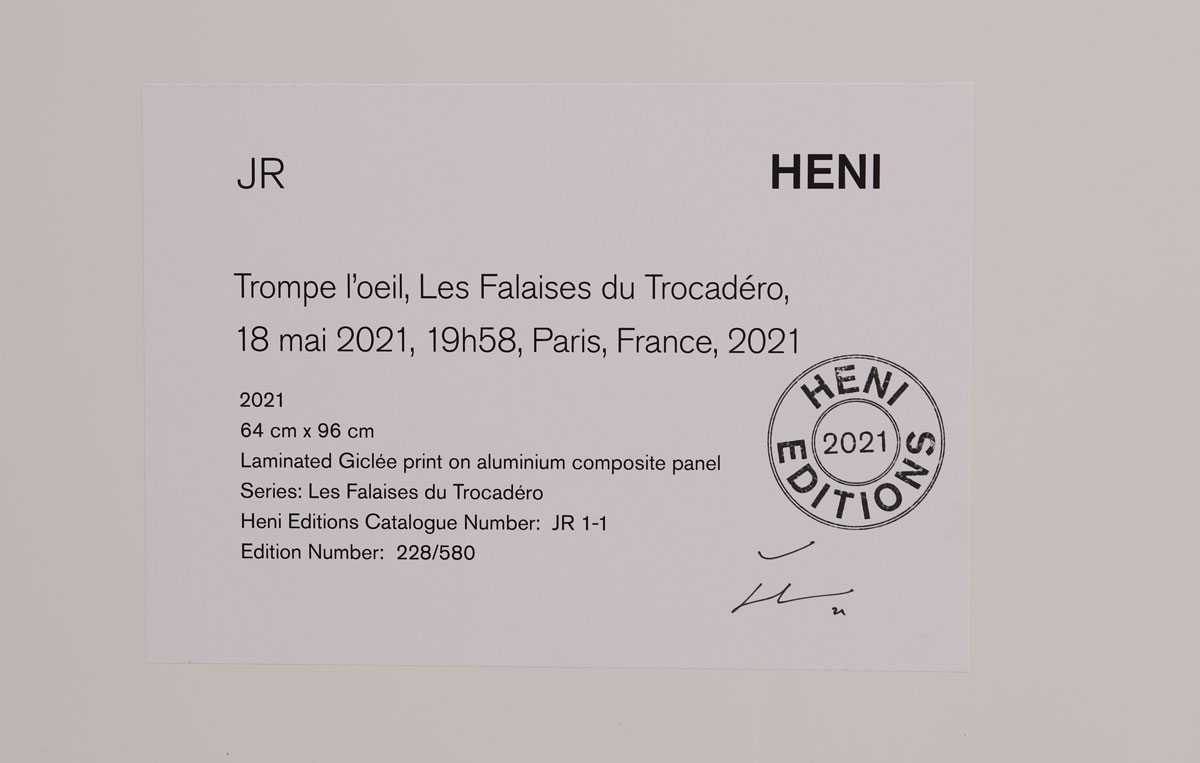 JR
HENI
Trompe l'oeil, Les Falaises du Trocadéro,
18 mai 2021, 19h58, Paris, France, 2021
2021
64 cm x 96 cm
Laminated Giclée print on aluminium composite panel
Series: Les Falaises du Trocadéro
Heni Editions Catalogue Number: JR 1-1
Edition Number: 228/580
HENI
2021
EDITIONS